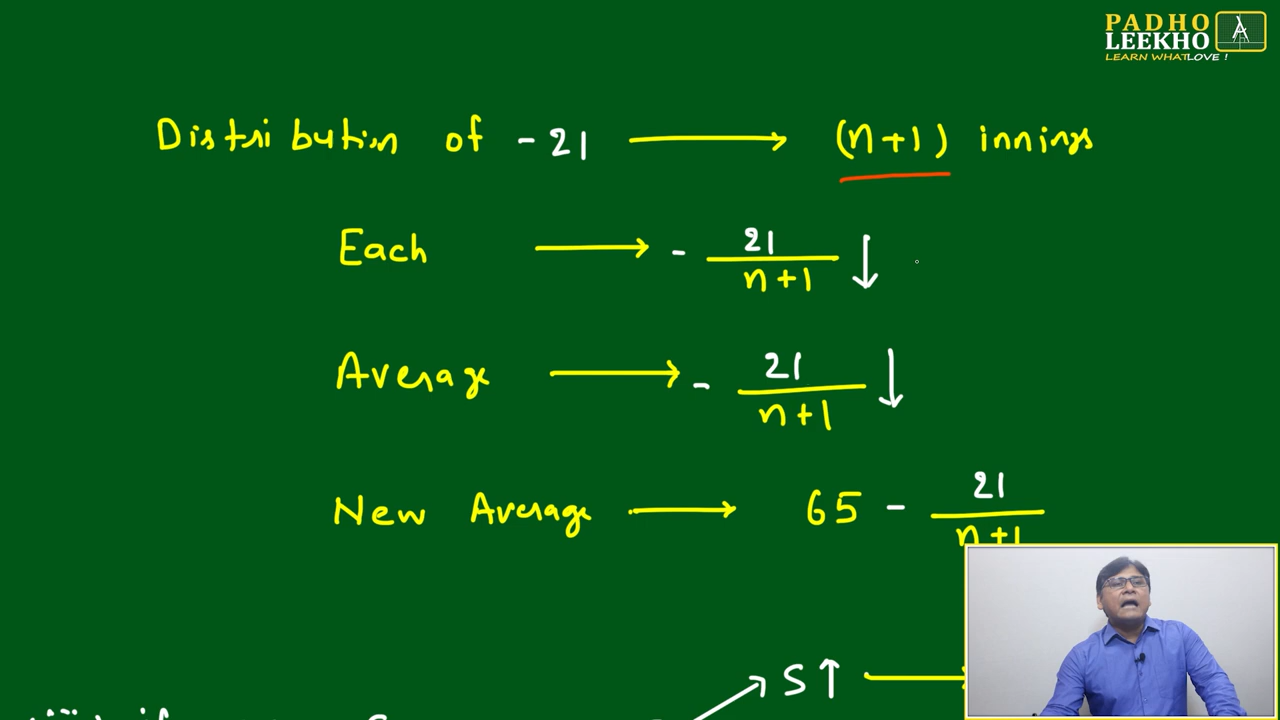 PADHO
LEEKHO
LEARN WHAT LOVE !
Distribution of -21 → (n+1) innings
Each → - 21/(n+1) ↓
Average → - 21/(n+1) ↓
New Average → 65 - 21/(n+1)
S↑ →